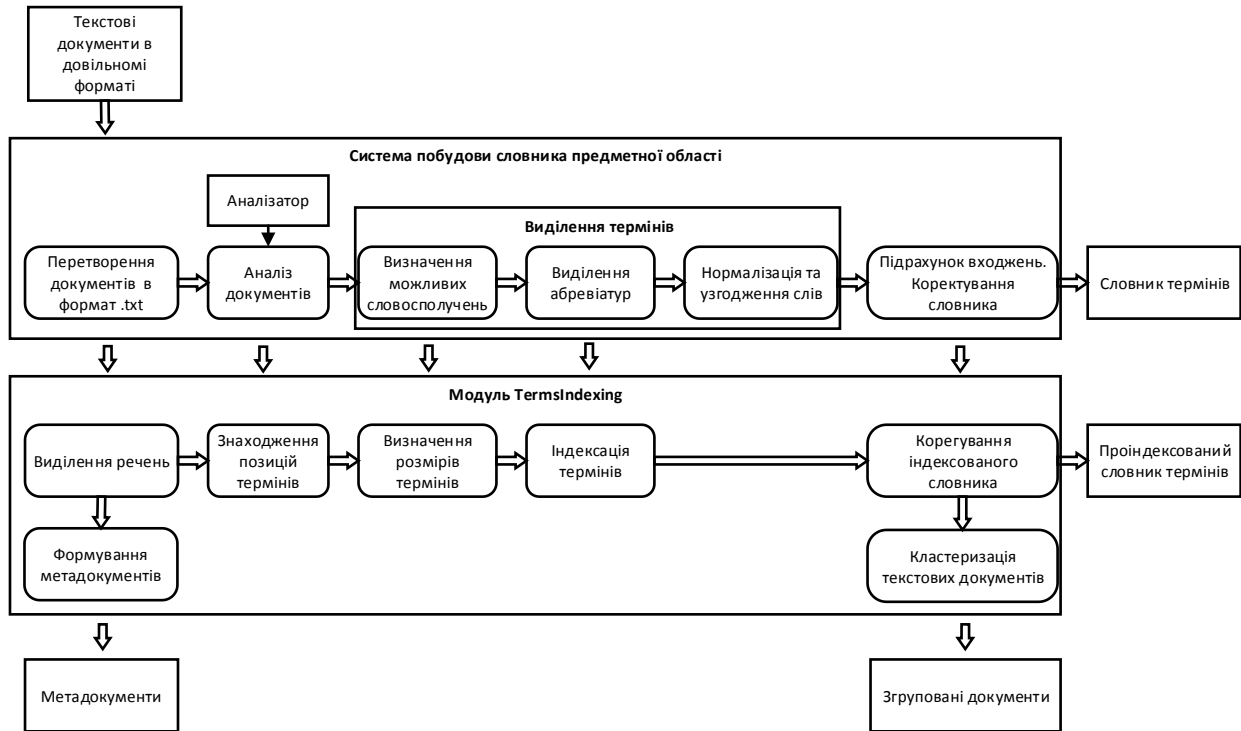 Текстові
документи в
довільномі
форматі
Система побудови словника предметної області
Аналізатор
Виділення термінів
Перетворення
документів в
формат .txt
Аналіз
документів
Визначення
можливих
словосполучень
Виділення
абревіатур
Нормалізація та
узгодження слів
Підрахунок входжень.
Коректування
словника
Словник термінів
Модуль TermsIndexing
Виділення речень
Знаходження
позицій
термінів
Визначення
розмірів
термінів
Індексація
термінів
Корегування
індексованого
словника
Проіндексований
словник термінів
Формування
метадокументів
Кластеризація
текстових документів
Метадокументи
Згруповані документи